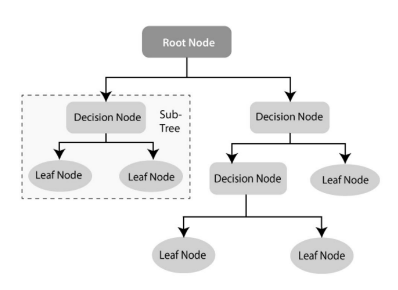 Root Node
Decision Node
Sub-
Tree
Decision Node
Leaf Node
Leaf Node
Decision Node
Leaf Node
Leaf Node
Leaf Node